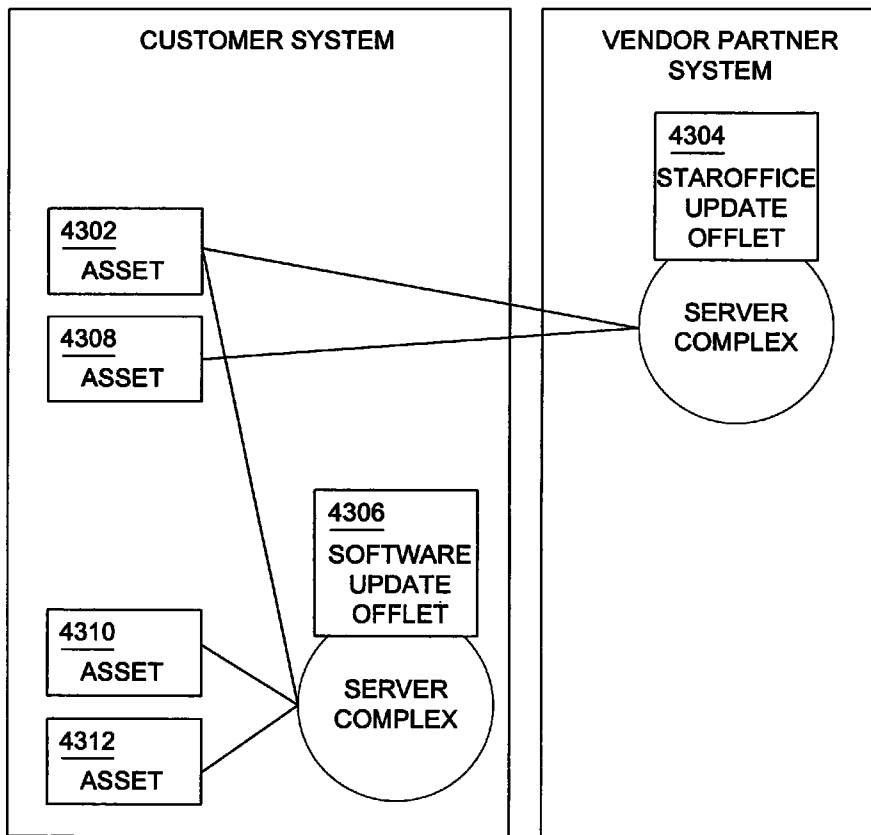 CUSTOMER SYSTEM
VENDOR PARTNER
SYSTEM
4304
STAROFFICE
UPDATE
OFFLET
SERVER
COMPLEX
4302
ASSET
4308
ASSET
4306
SOFTWARE
UPDATE
OFFLET
SERVER
COMPLEX
4310
ASSET
4312
ASSET